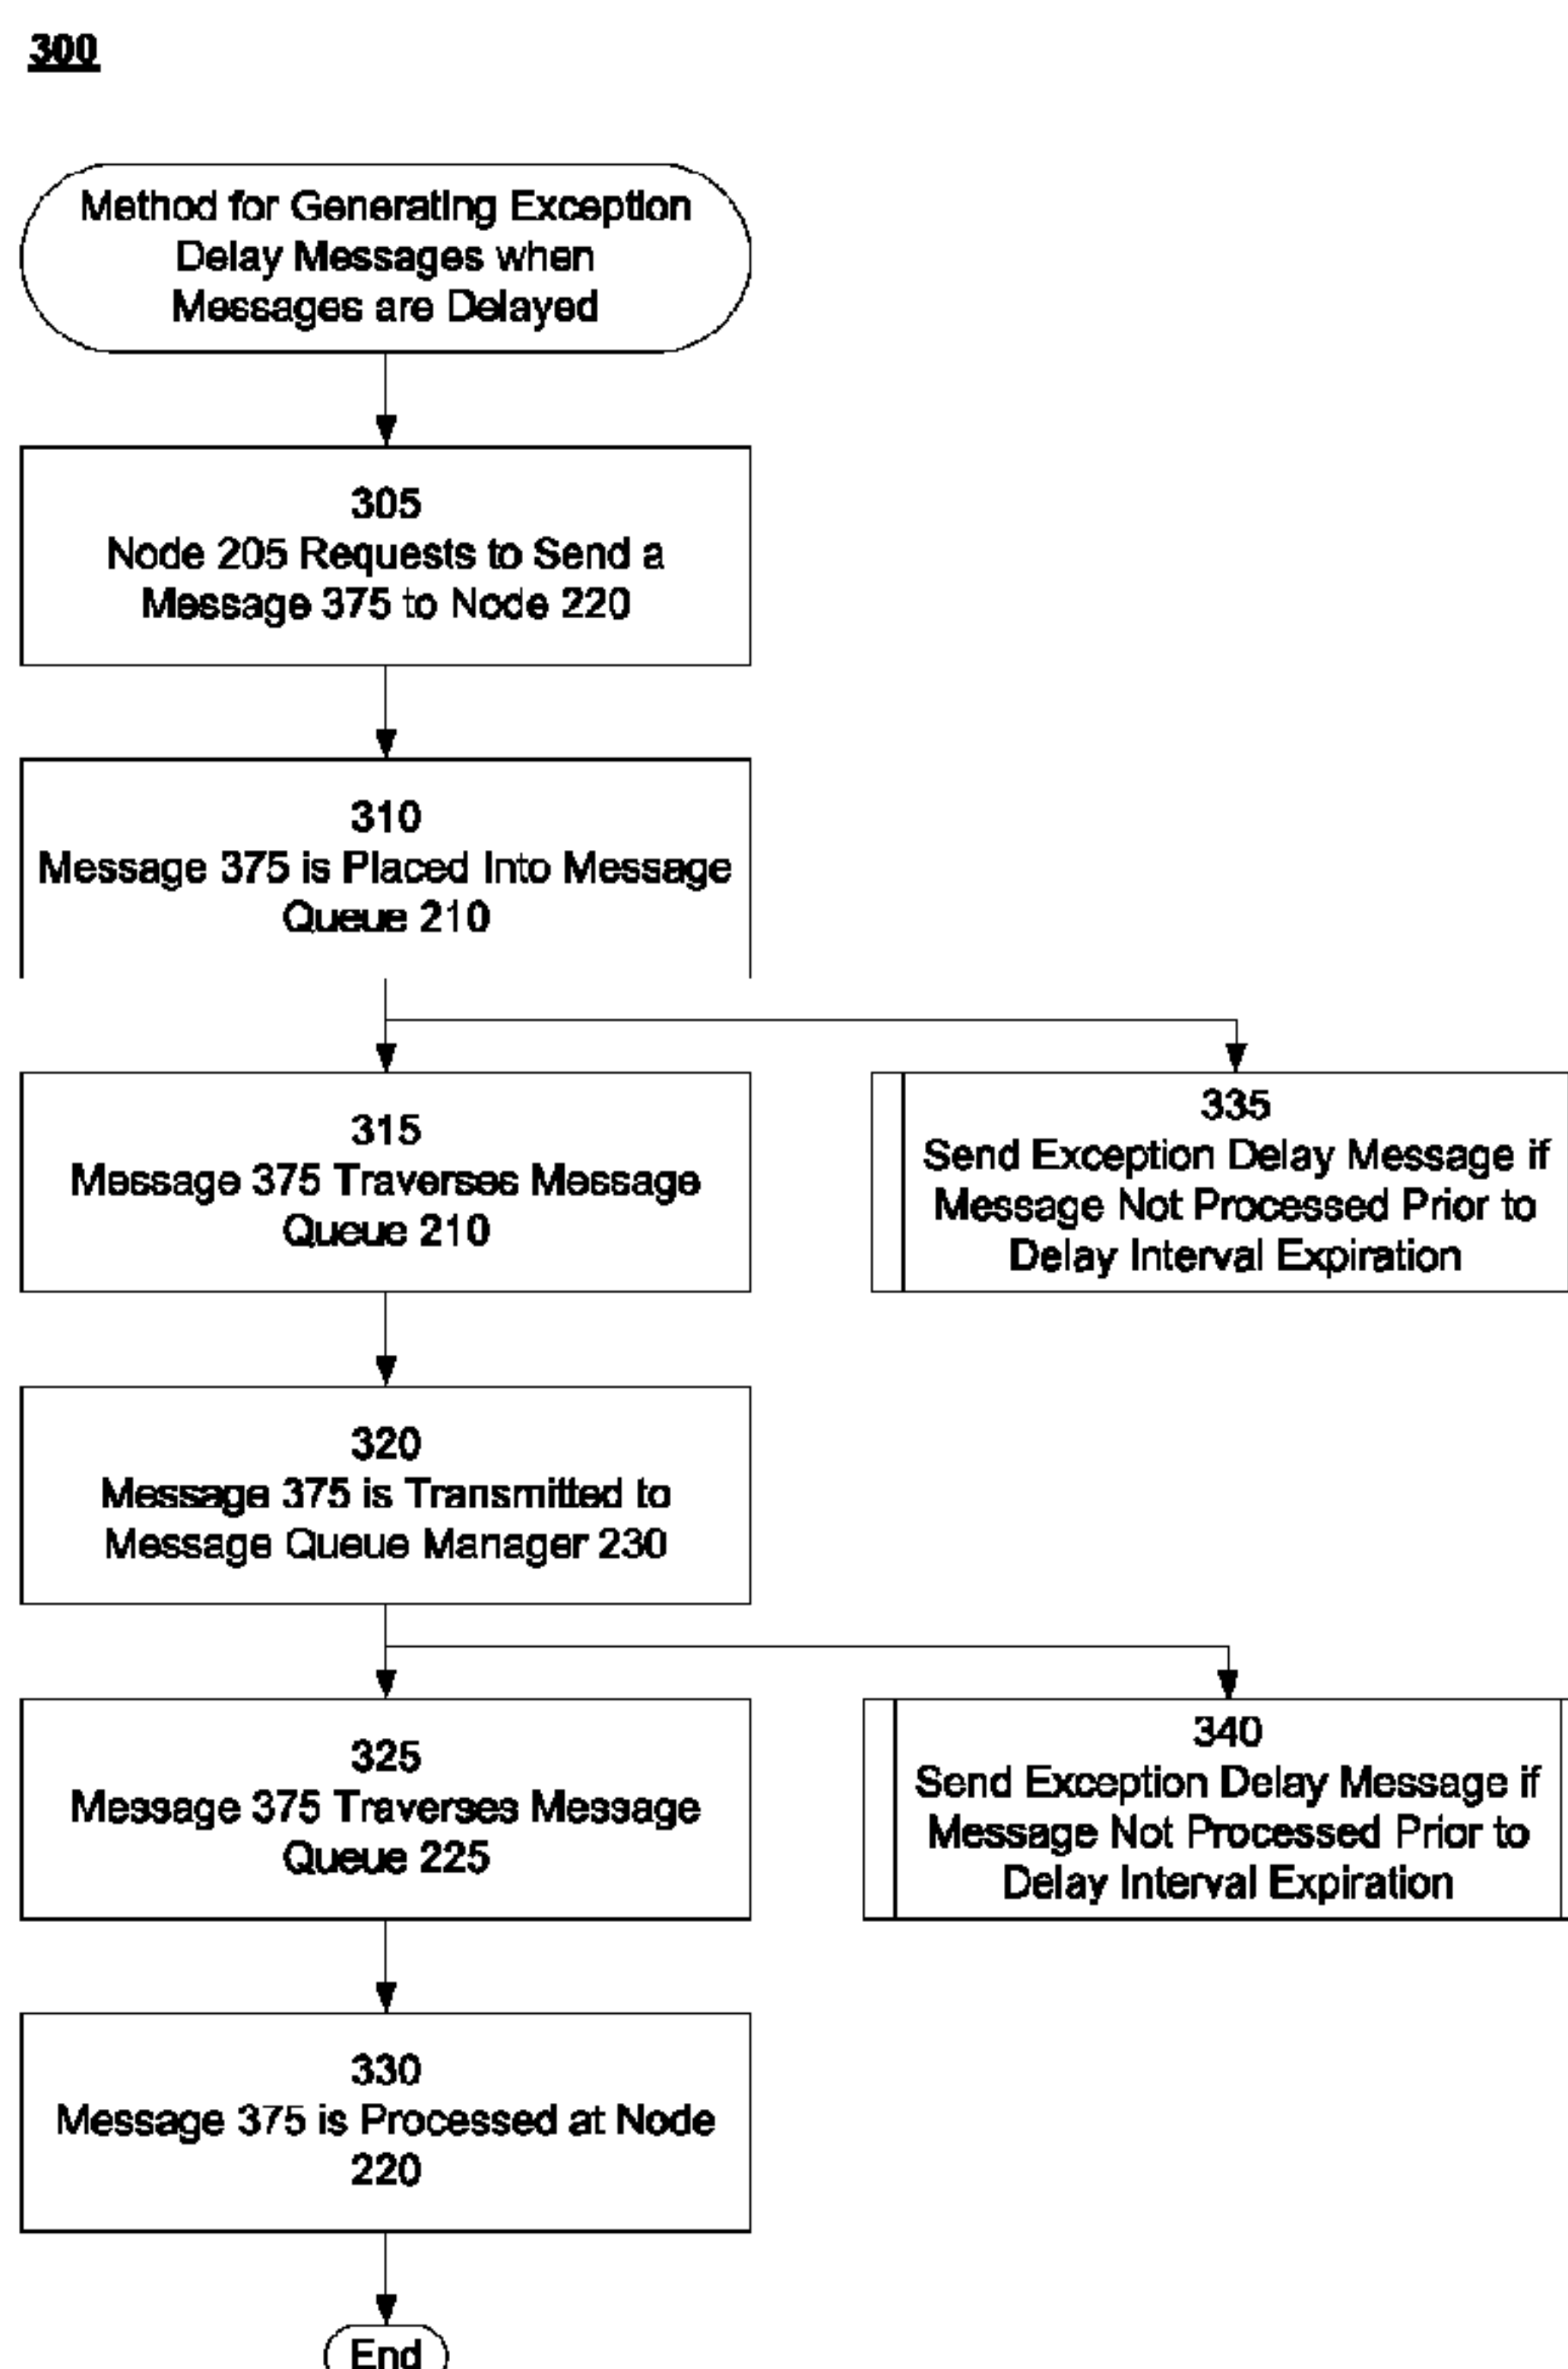 300
Method for Generating Exception
Delay Messages when
Messages are Delayed
305
Node 205 Requests to Send a
Message 375 to Node 220
310
Message 375 is Placed Into Message
Queue 210
315
Message 375 Traverses Message
Queue 210
335
Send Exception Delay Message if
Message Not Processed Prior to
Delay Interval Expiration
320
Message 375 is Transmitted to
Message Queue Manager 230
325
Message 375 Traverses Message
Queue 225
340
Send Exception Delay Message if
Message Not Processed Prior to
Delay Interval Expiration
330
Message 375 is Processed at Node
220
End